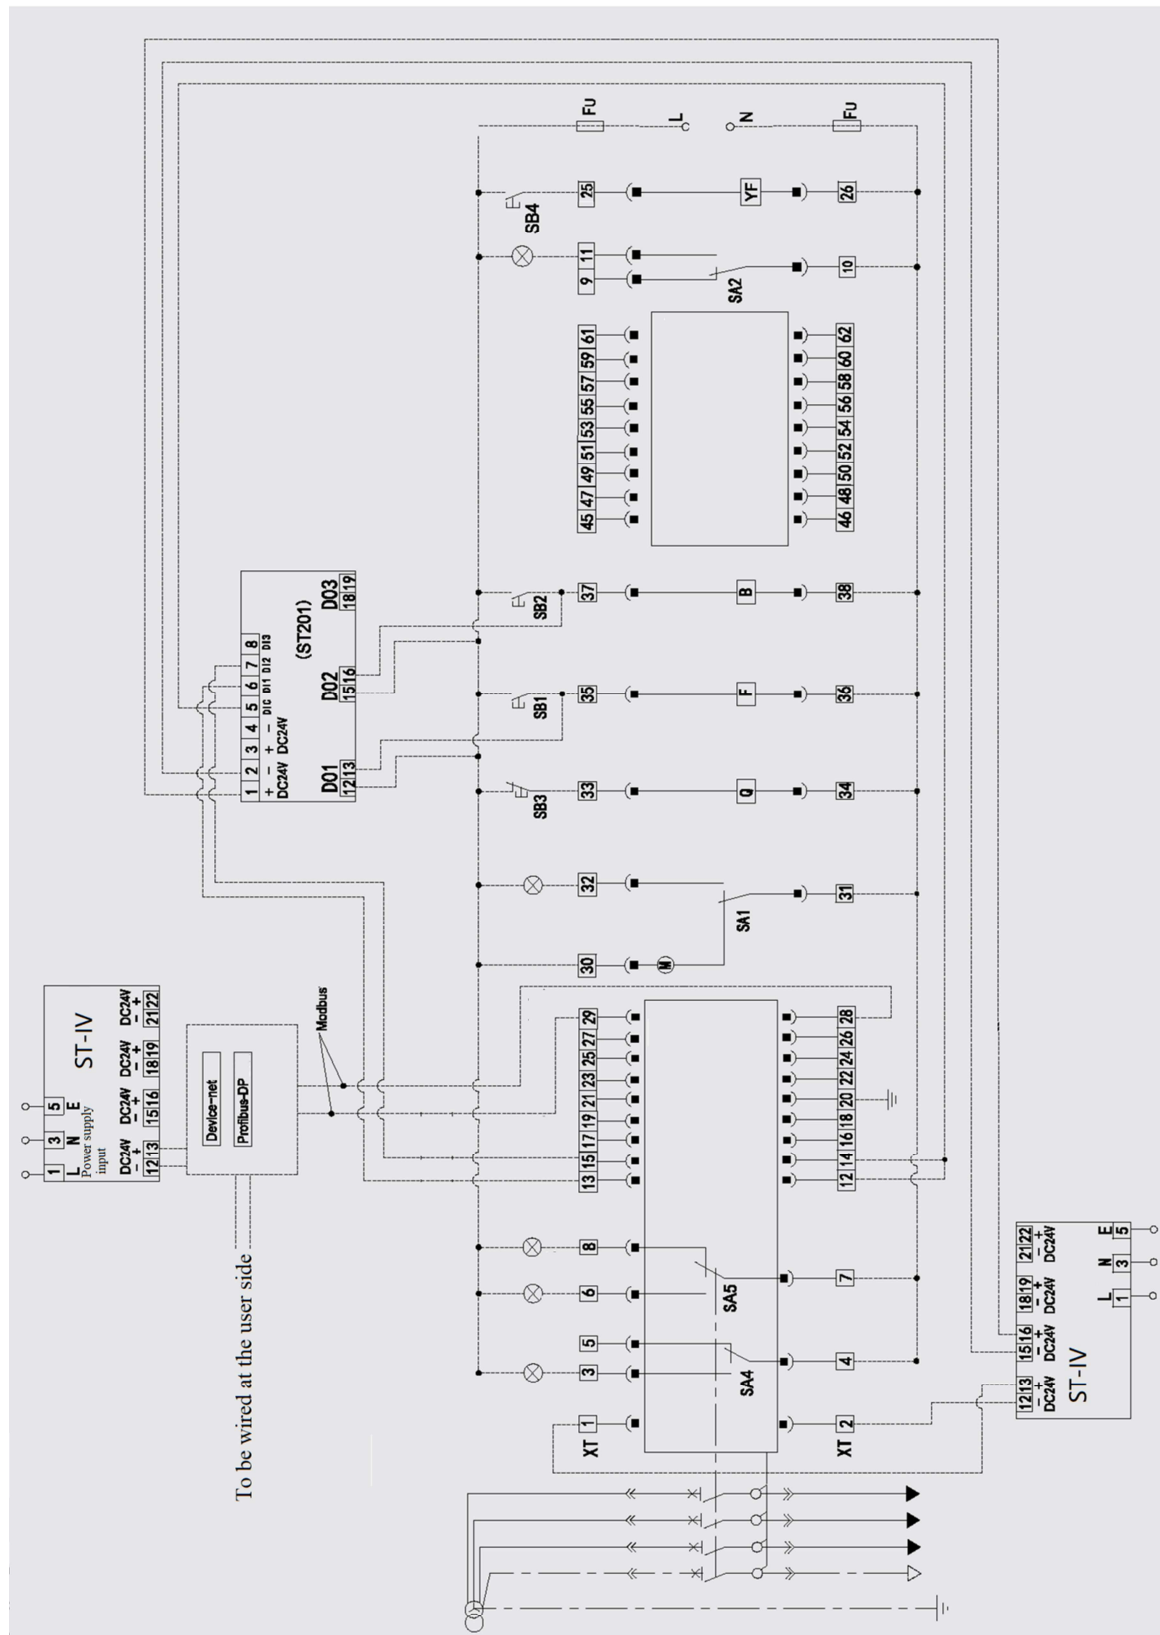 ST-IV
5 3 1
E N L
Power supply
input
DC24V DC24V DC24V DC24V
- + - + - + - +
12 13 15 16 18 19 21 22
Device-net
Profibus-DP
To be wired at the user side
Modbus
1 2 3 4 5 6 7 8
+ - + - DIC DI1 DI2 DI3
DC24V DC24V
(ST201)
DO1 DO2 DO3
12 13 15 16 18 19
SB3 SB1 SB2 SB4
FU
L
N
FU
XT 1 3 5 6 8 13 15 17 19 21 23 25 27 29 30 32 33 35 37 45 47 49 51 53 55 57 59 61 9 11 25
SA4 SA5 M SA1 Q F B SA2 YF
XT 2 4 7 12 14 16 18 20 22 24 26 28 31 34 36 38 46 48 50 52 54 56 58 60 62 10 26
12 13 15 16 18 19 21 22
- + - + - + - +
DC24V DC24V DC24V DC24V
ST-IV
L N E
1 3 5